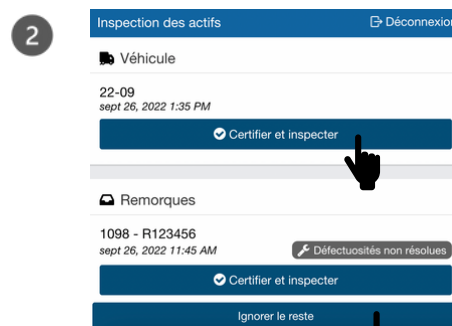 2
Inspection des actifs Déconnexion
Véhicule
22-09
sept 26, 2022 1:35 PM
Certifier et inspecter
Remorques
1098 - R123456
sept 26, 2022 11:45 AM Défectuosités non résolues
Certifier et inspecter
Ignorer le reste